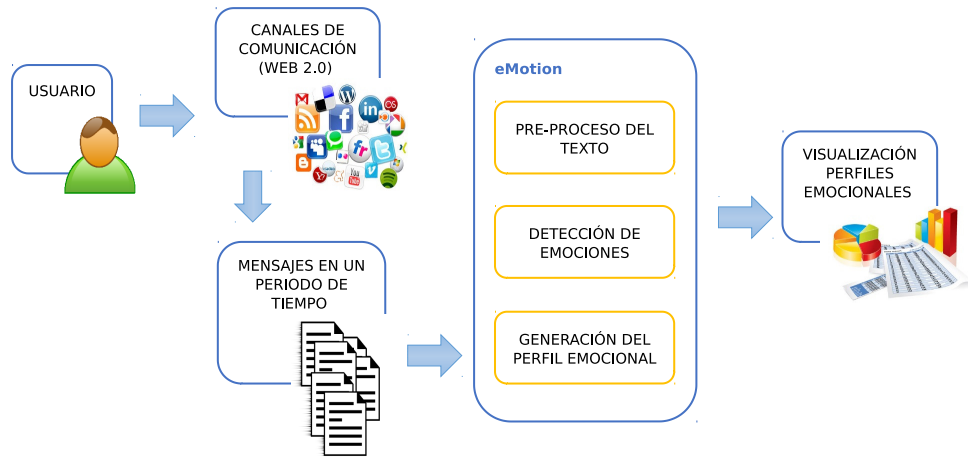 USUARIO
CANALES DE
COMUNICACIÓN
(WEB 2.0)
MENSAJES EN UN
PERIODO DE
TIEMPO
eMotion
PRE-PROCESO DEL
TEXTO
DETECCIÓN DE
EMOCIONES
GENERACIÓN DEL
PERFIL EMOCIONAL
VISUALIZACIÓN
PERFILES
EMOCIONALES